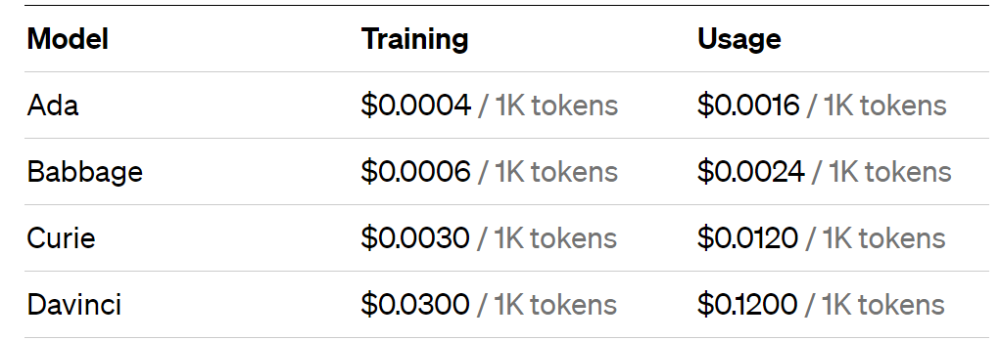 Model Training Usage
Ada $0.0004 / 1K tokens $0.0016 / 1K tokens
Babbage $0.0006 / 1K tokens $0.0024 / 1K tokens
Curie $0.0030 / 1K tokens $0.0120 / 1K tokens
Davinci $0.0300 / 1K tokens $0.1200 / 1K tokens